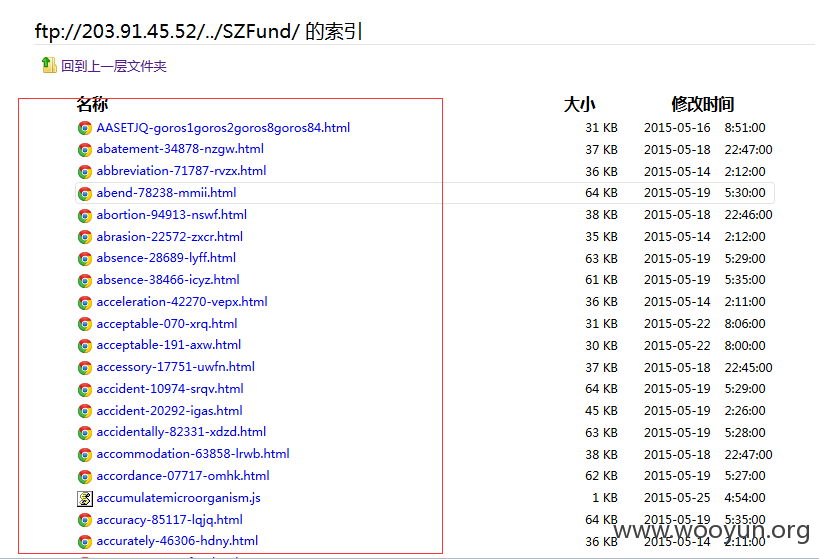 ftp://203.91.45.52/../SZFund/ 的索引
回到上一层文件夹
名称 大小 修改时间
AASETJQ-goros1goros2goros8goros84.html 31 KB 2015-05-16 8:51:00
abatement-34878-nzgw.html 37 KB 2015-05-18 22:47:00
abbreviation-71787-rvzx.html 36 KB 2015-05-14 2:12:00
abend-78238-mmii.html 64 KB 2015-05-19 5:30:00
abortion-94913-nswf.html 38 KB 2015-05-18 22:46:00
abrasion-22572-zxcr.html 35 KB 2015-05-14 2:12:00
absence-28689-lyff.html 63 KB 2015-05-19 5:29:00
absence-38466-icyz.html 61 KB 2015-05-19 5:35:00
acceleration-42270-vepx.html 36 KB 2015-05-14 2:11:00
acceptable-070-xrq.html 31 KB 2015-05-22 8:06:00
acceptable-191-axw.html 30 KB 2015-05-22 8:00:00
accessory-17751-uwfn.html 37 KB 2015-05-18 22:45:00
accident-10974-srqv.html 64 KB 2015-05-19 5:29:00
accident-20292-igas.html 45 KB 2015-05-19 2:26:00
accidentally-82331-xdzd.html 63 KB 2015-05-19 5:28:00
accommodation-63858-lrwb.html 38 KB 2015-05-18 22:47:00
accordance-07717-omhk.html 62 KB 2015-05-19 5:27:00
accumulatemicroorganism.js 1 KB 2015-05-25 4:54:00
accuracy-85117-lqjq.html 64 KB 2015-05-19 5:35:00
accurately-46306-hdny.html 36 KB 2015-05-14 2:11:00
www.wooyun.org